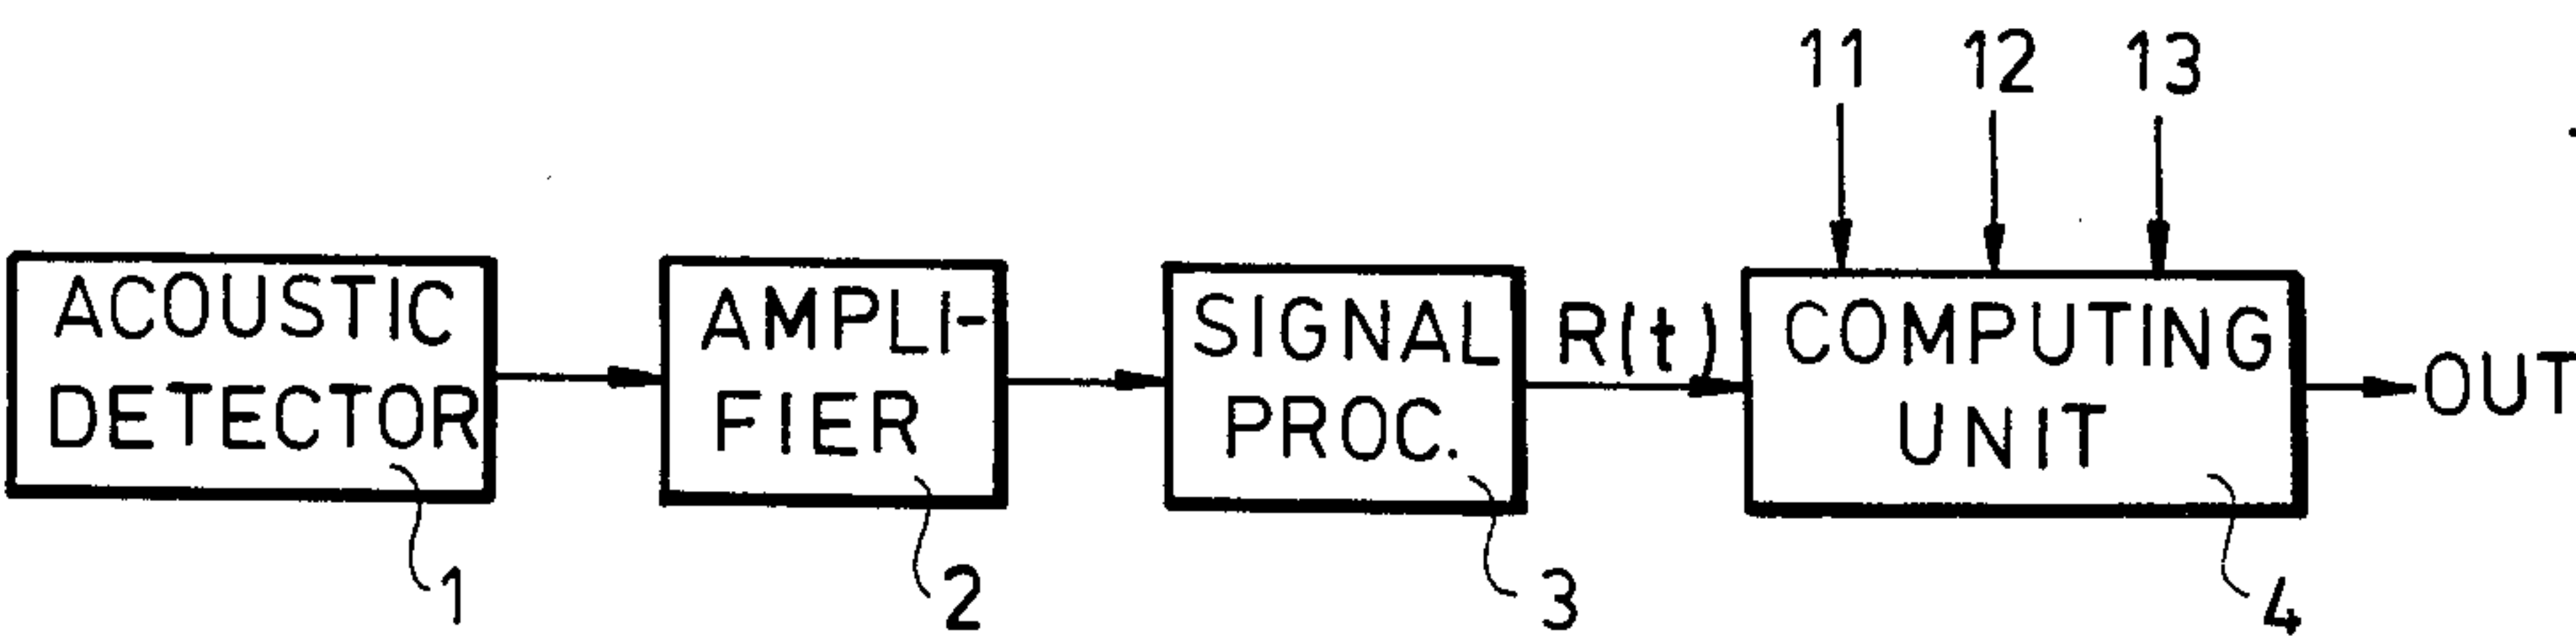 11 12 13
ACOUSTIC
DETECTOR
AMPLI-
FIER
SIGNAL
PROC.
R(t)
COMPUTING
UNIT
OUT
1 2 3 4